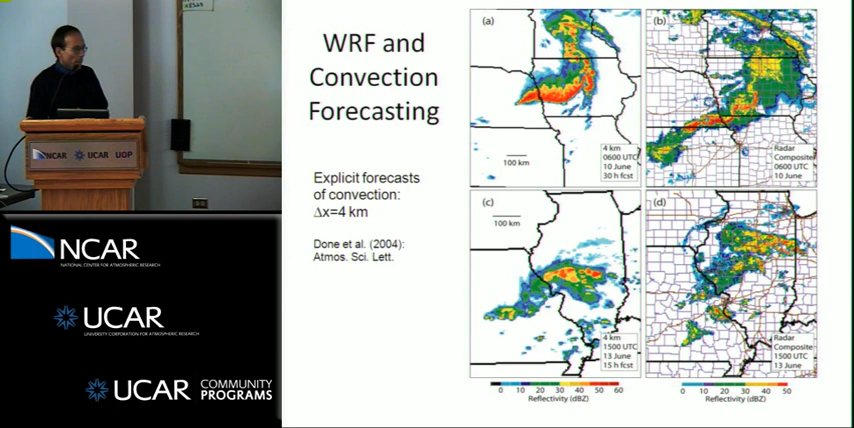 NCAR
UCAR
UOP
NCAR
NATIONAL CENTER FOR ATMOSPHERIC RESEARCH
UCAR
UNIVERSITY CORPORATION FOR ATMOSPHERIC RESEARCH
UCAR COMMUNITY
PROGRAMS
WRF and
Convection
Forecasting
Explicit forecasts
of convection:
Δx=4 km
Done et al. (2004):
Atmos. Sci. Lett.
(a)
100 km
4 km
0600 UTC
10 June
30 h fcst
(b)
Radar
Composite
0600 UTC
10 June
(c)
100 km
4 km
1500 UTC
13 June
15 h fcst
(d)
Radar
Composite
1500 UTC
13 June
0 10 20 30 40 50 60
Reflectivity (dBZ)
0 10 20 30 40 50
Reflectivity (dBZ)